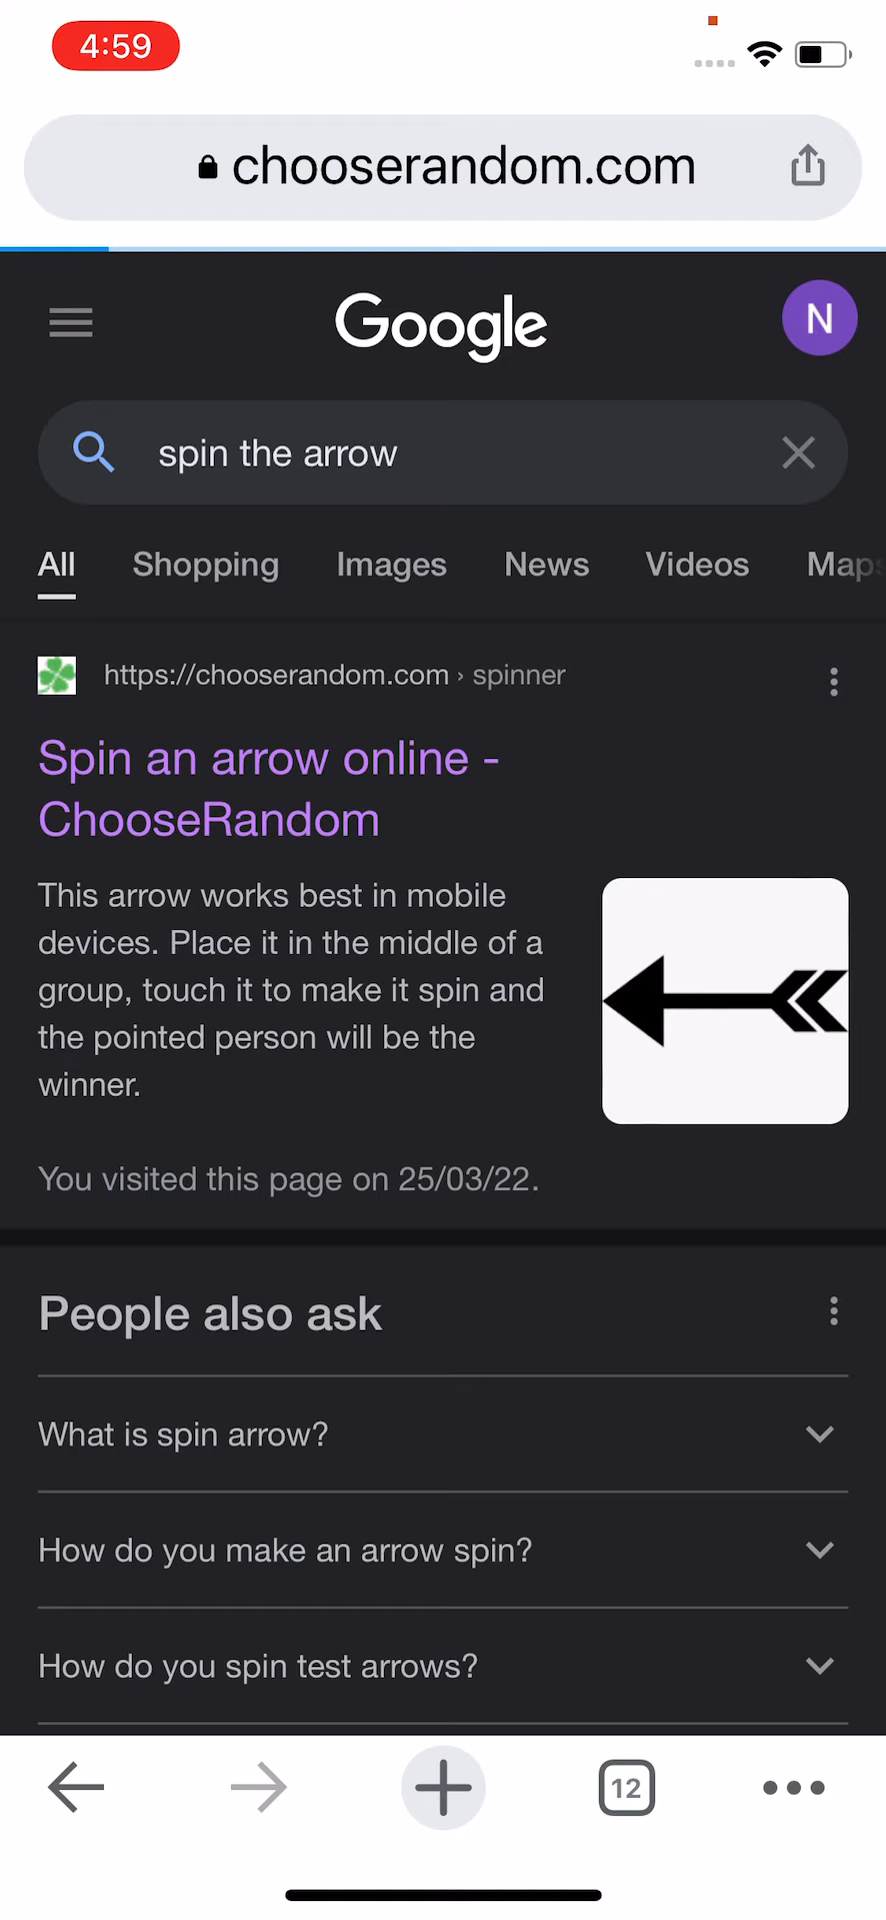 4:59
chooserandom.com
Google
N
spin the arrow
All Shopping Images News Videos Maps
https://chooserandom.com › spinner
Spin an arrow online -
ChooseRandom
This arrow works best in mobile
devices. Place it in the middle of a
group, touch it to make it spin and
the pointed person will be the
winner.
You visited this page on 25/03/22.
People also ask
What is spin arrow?
How do you make an arrow spin?
How do you spin test arrows?
12